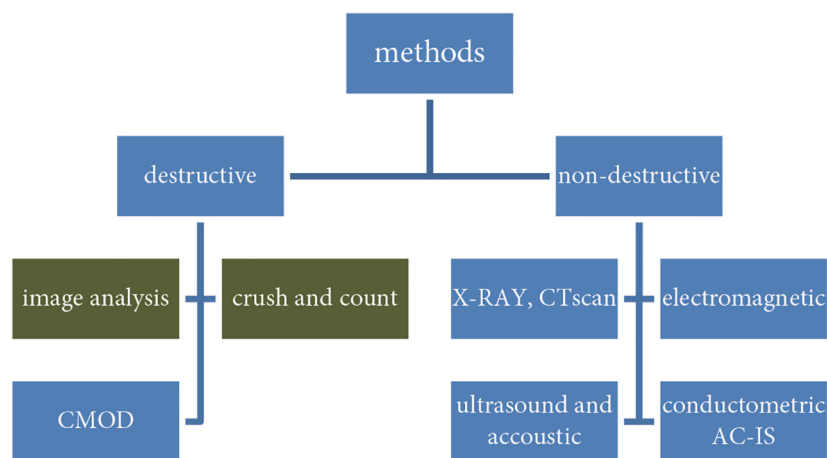 methods
destructive
non-destructive
image analysis
crush and count
X-RAY, CTscan
electromagnetic
CMOD
ultrasound and
accoustic
conductometric
AC-IS